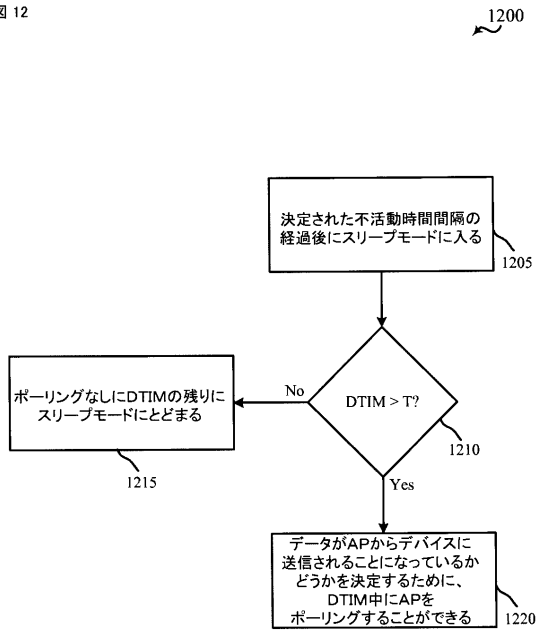 図 12
1200
決定された不活動時間間隔の
経過後にスリープモードに入る
1205
DTIM > T?
1210
No
ポーリングなしにDTIMの残りに
スリープモードにとどまる
1215
Yes
データがAPからデバイスに
送信されることになっているか
どうかを決定するために、
DTIM中にAPを
ポーリングすることができる
1220